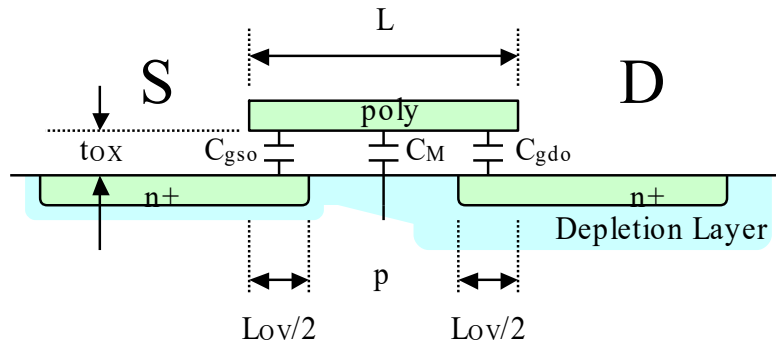 L
S
D
poly
tOX
Cgso
CM
Cgdo
n+
n+
Depletion Layer
p
LOV/2
LOV/2